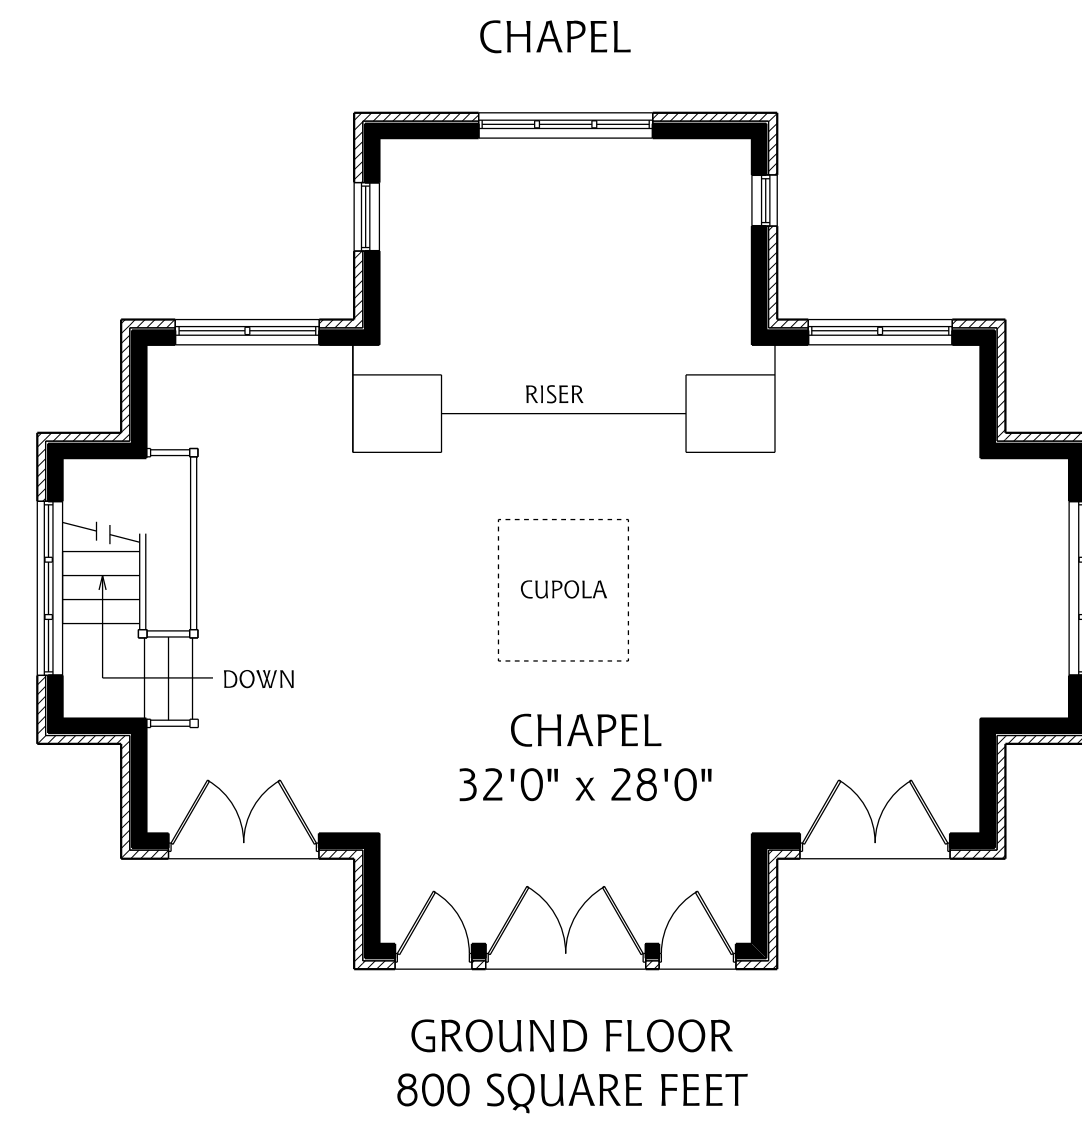 CHAPEL
RISER
CUPOLA
DOWN
CHAPEL
32'0" x 28'0"
GROUND FLOOR
800 SQUARE FEET